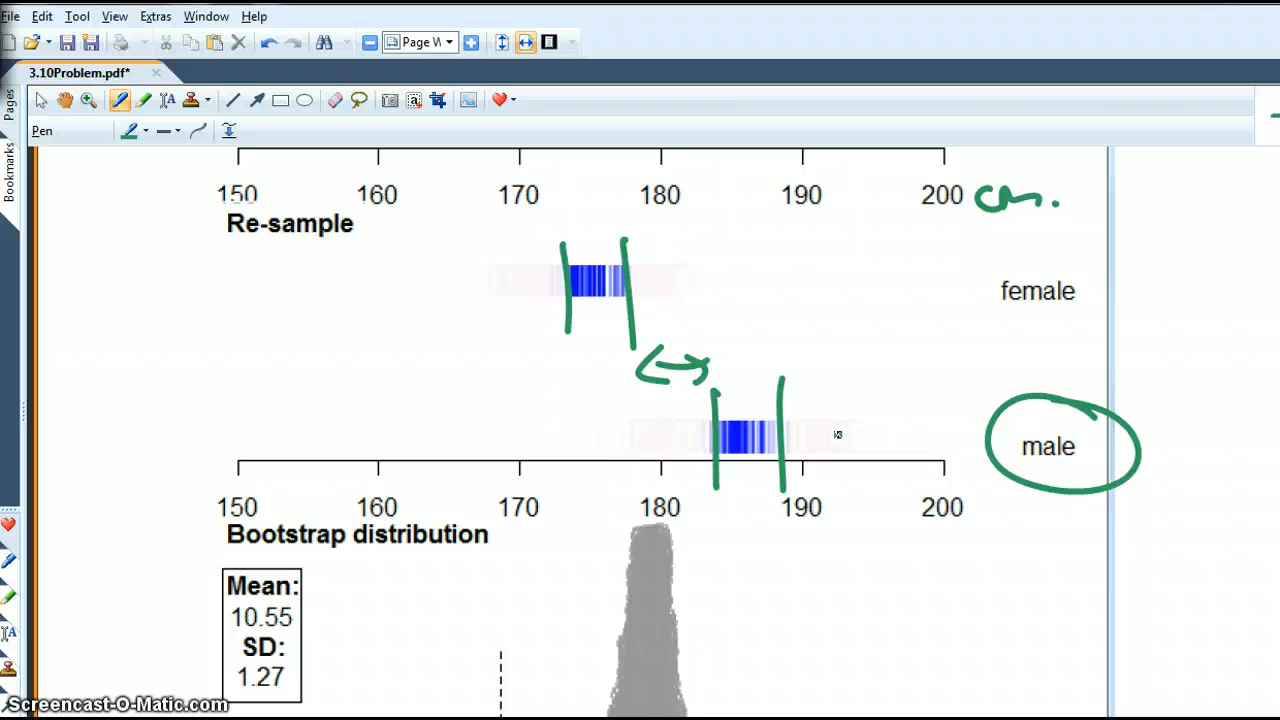 File Edit Tool View Extras Window Help
Page W
3.10Problem.pdf*
Pages
Bookmarks
Pen
150 160 170 180 190 200 cm.
Re-sample
female
male
150 160 170 180 190 200
Bootstrap distribution
Mean:
10.55
SD:
1.27
Screencast-O-Matic.com